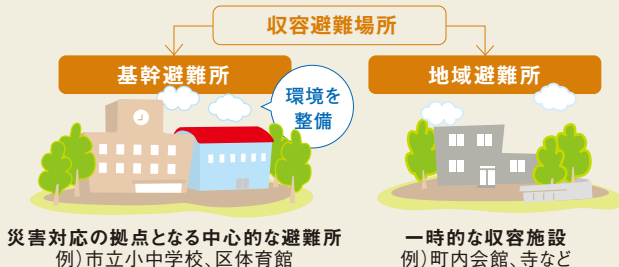 収容避難場所
基幹避難所
地域避難所
環境を
整備
災害対応の拠点となる中心的な避難所
例)市立小中学校、区体育館
一時的な収容施設
例)町内会館、寺など